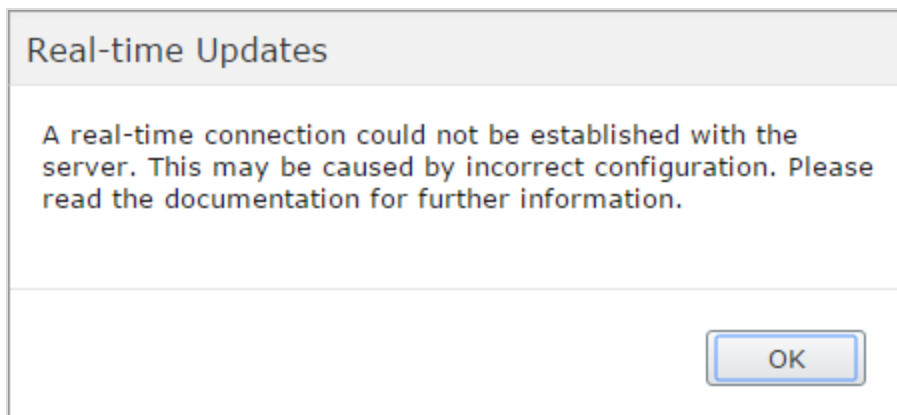 Real-time Updates
A real-time connection could not be established with the
server. This may be caused by incorrect configuration. Please
read the documentation for further information.
OK